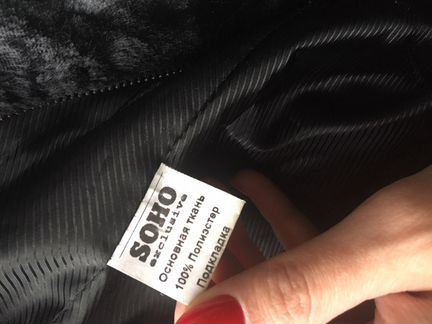 SOHO
exclusive
Основная ткань
100% Полиэстер
Подкладка